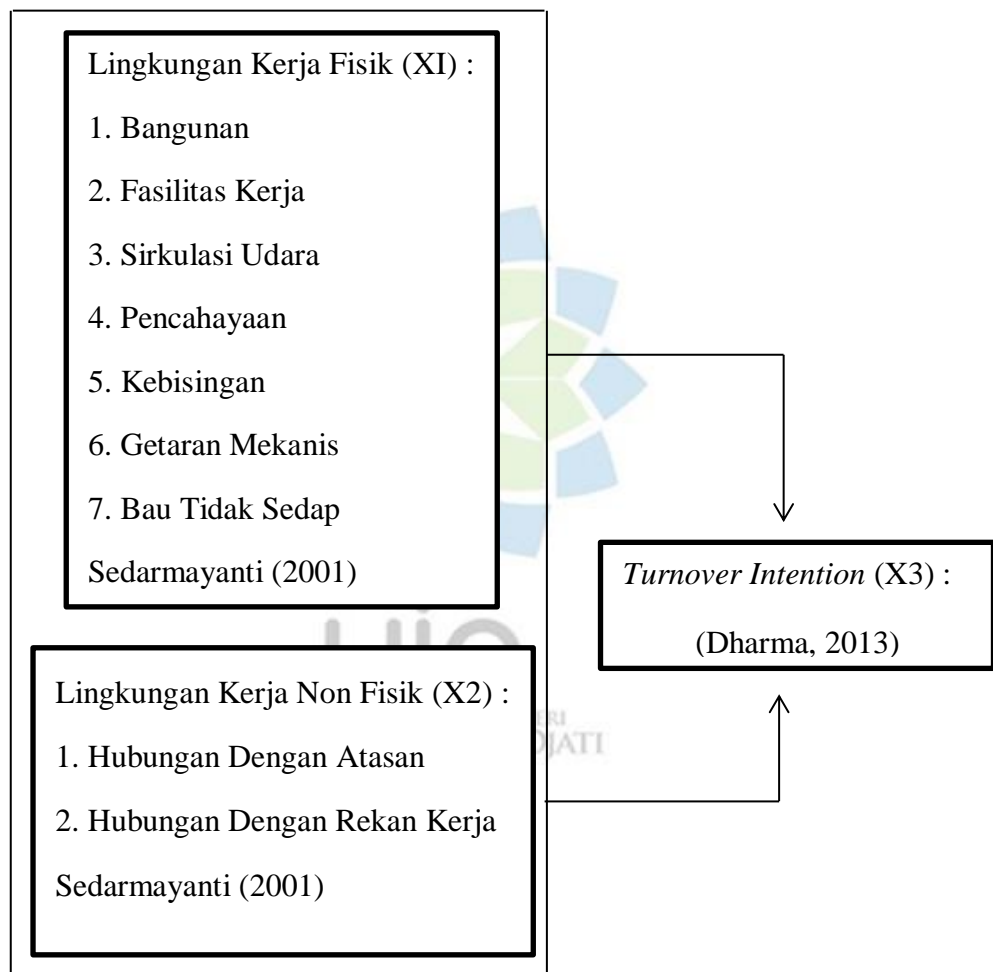 Lingkungan Kerja Fisik (XI) :
1. Bangunan
2. Fasilitas Kerja
3. Sirkulasi Udara
4. Pencahayaan
5. Kebisingan
6. Getaran Mekanis
7. Bau Tidak Sedap
Sedarmayanti (2001)
Turnover Intention (X3) :
(Dharma, 2013)
Lingkungan Kerja Non Fisik (X2) :
1. Hubungan Dengan Atasan
2. Hubungan Dengan Rekan Kerja
Sedarmayanti (2001)